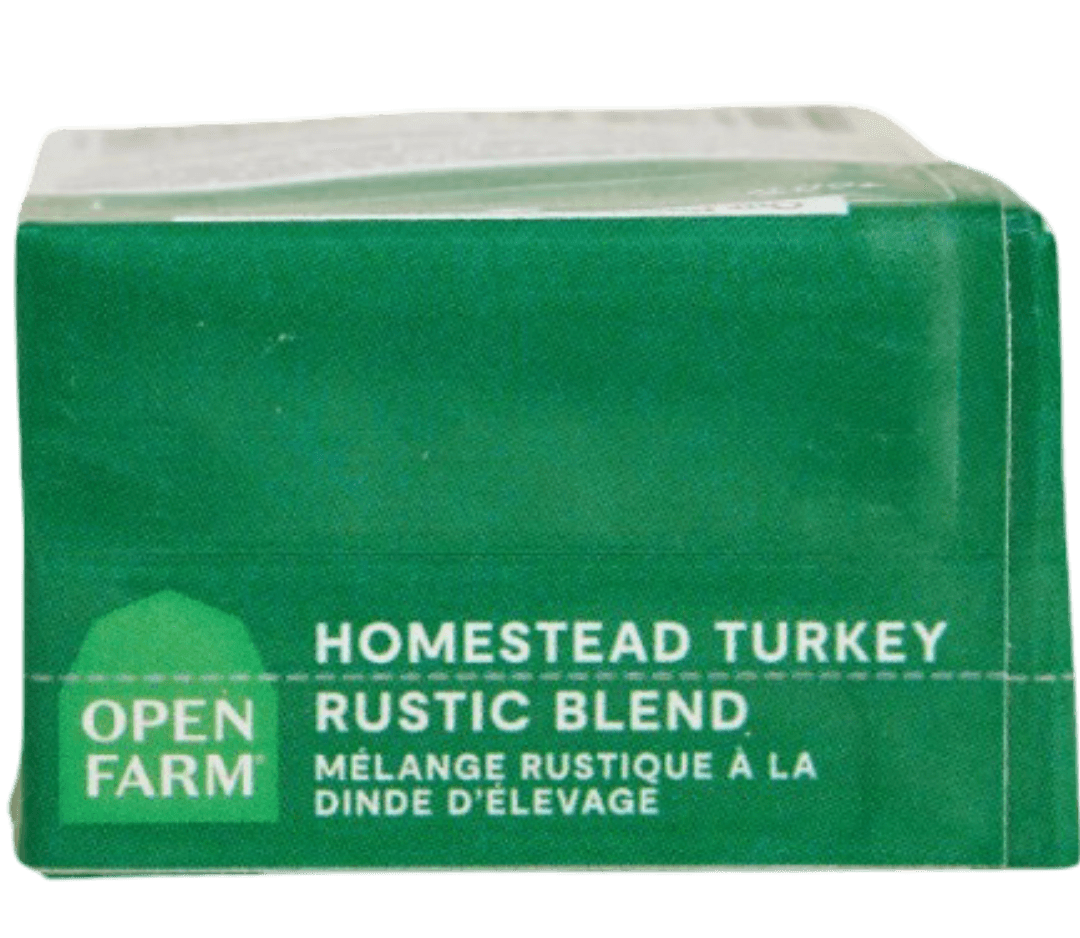 OPEN
FARM
HOMESTEAD TURKEY
RUSTIC BLEND
MÉLANGE RUSTIQUE À LA
DINDE D'ÉLEVAGE